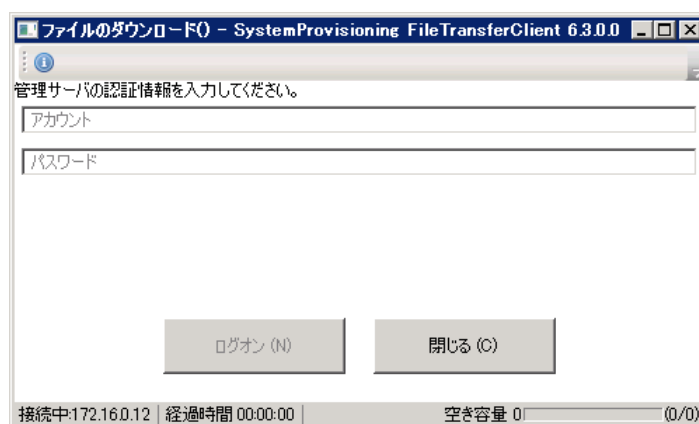 ファイルのダウンロード() - SystemProvisioning FileTransferClient 6.3.0.0
管理サーバの認証情報を入力してください。
アカウント
パスワード
ログオン (N) 閉じる (C)
接続中:172.16.0.12 経過時間 00:00:00 空き容量 0 (0/0)